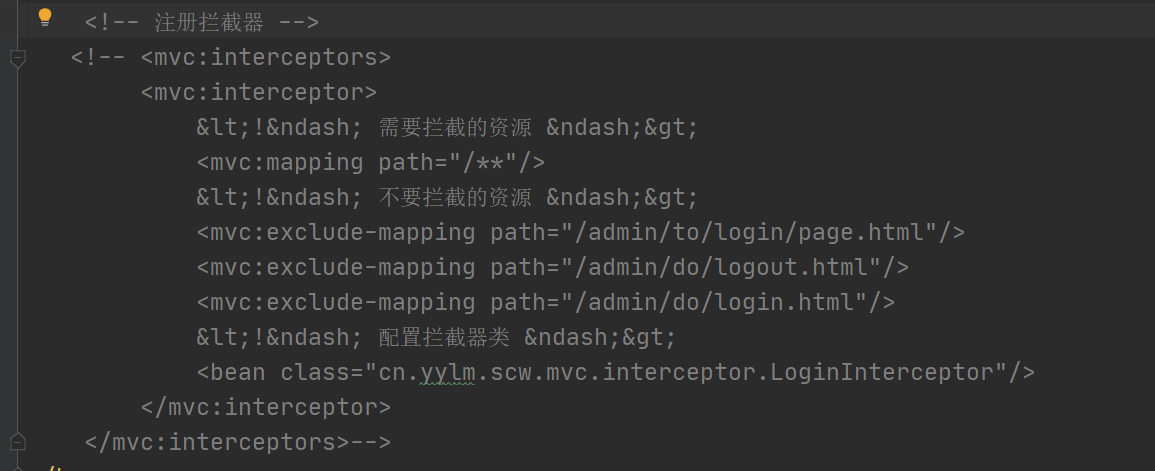 <!-- 注册拦截器 -->
<!-- <mvc:interceptors>
<mvc:interceptor>
&lt;!&ndash; 需要拦截的资源 &ndash;&gt;
<mvc:mapping path="/**"/>
&lt;!&ndash; 不要拦截的资源 &ndash;&gt;
<mvc:exclude-mapping path="/admin/to/login/page.html"/>
<mvc:exclude-mapping path="/admin/do/logout.html"/>
<mvc:exclude-mapping path="/admin/do/login.html"/>
&lt;!&ndash; 配置拦截器类 &ndash;&gt;
<bean class="cn.yylm.scw.mvc.interceptor.LoginInterceptor"/>
</mvc:interceptor>
</mvc:interceptors>-->